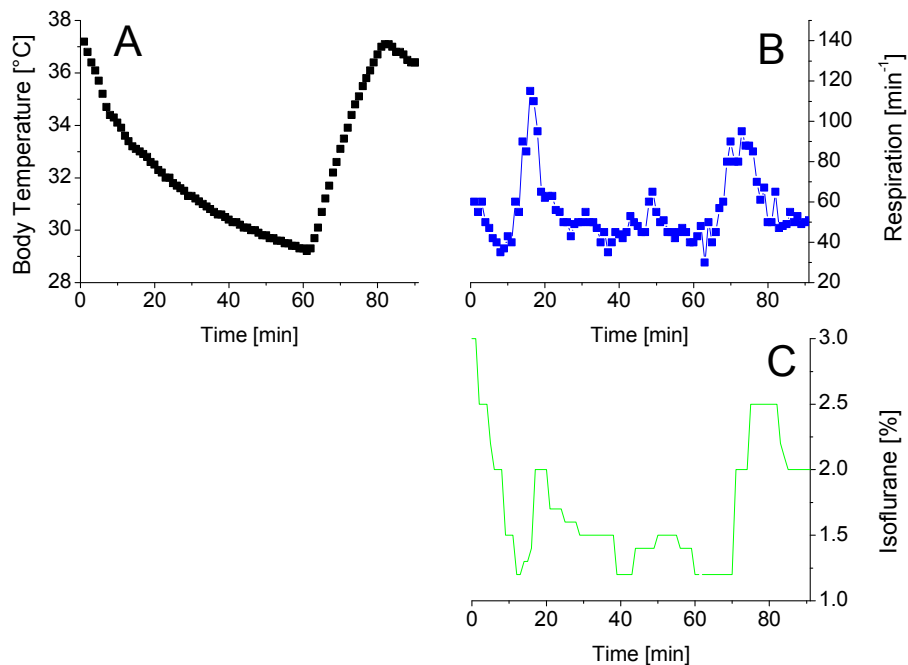 A
Body Temperature [°C]
38
36
34
32
30
28
0 20 40 60 80
Time [min]
B
Respiration [min⁻¹]
140
120
100
80
60
40
20
0 20 40 60 80
Time [min]
C
Isoflurane [%]
3.0
2.5
2.0
1.5
1.0
0 20 40 60 80
Time [min]